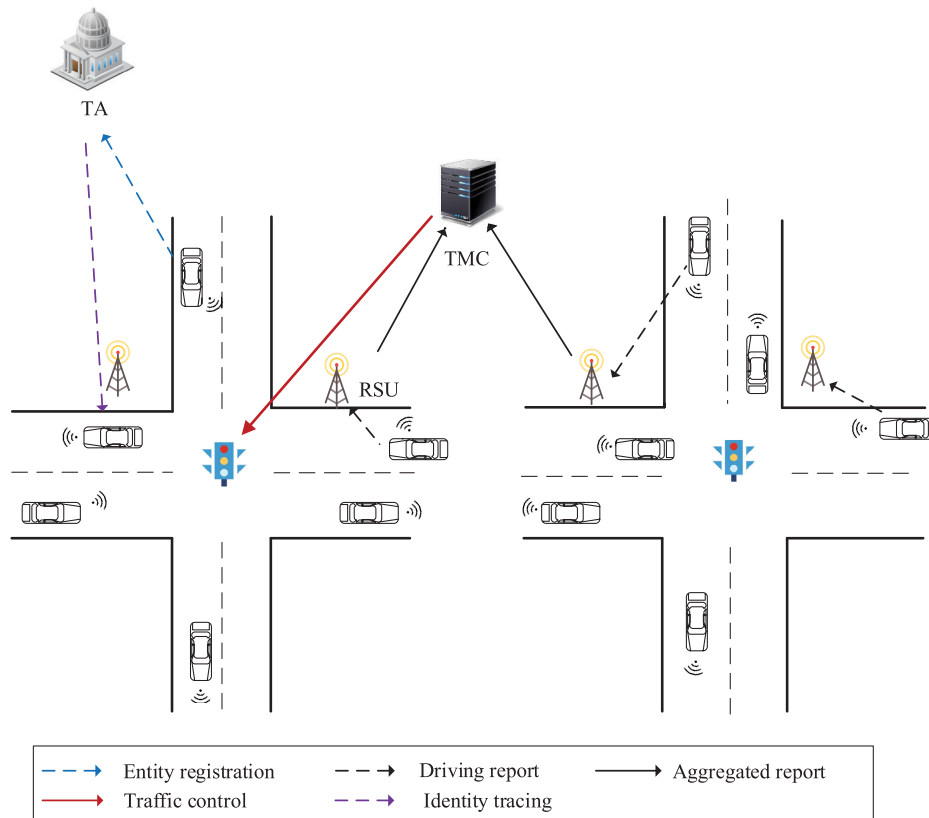 TA
TMC
RSU
Entity registration
Driving report
Aggregated report
Traffic control
Identity tracing